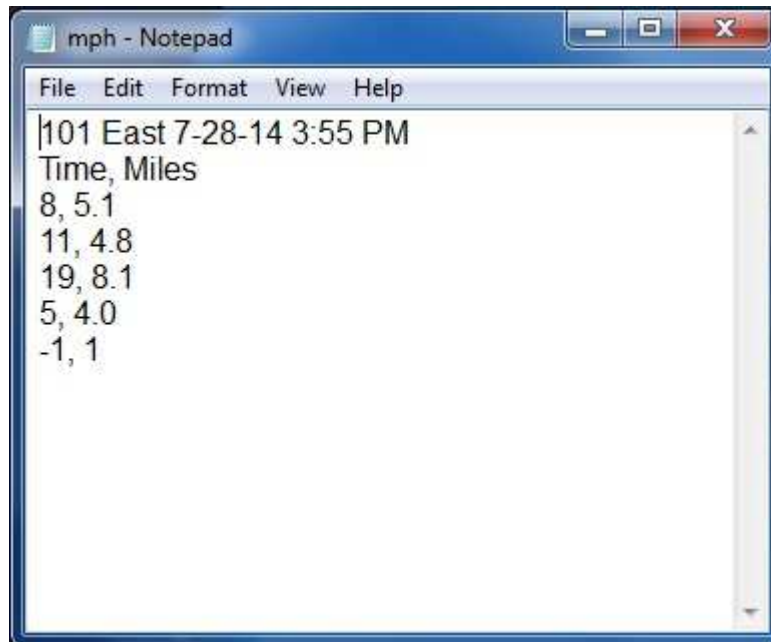 mph - Notepad
File Edit Format View Help
101 East 7-28-14 3:55 PM
Time, Miles
8, 5.1
11, 4.8
19, 8.1
5, 4.0
-1, 1